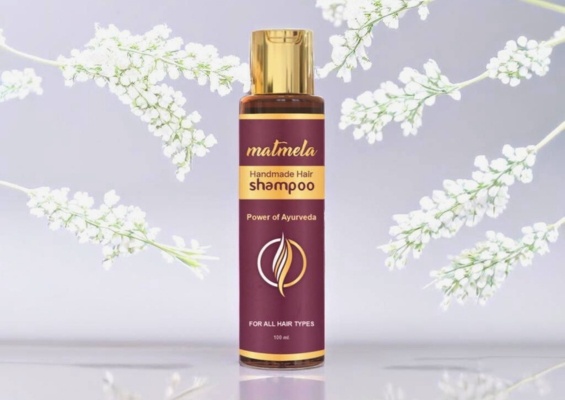 matmela
Handmade Hair
shampoo
Power of Ayurveda
FOR ALL HAIR TYPES
100 ml